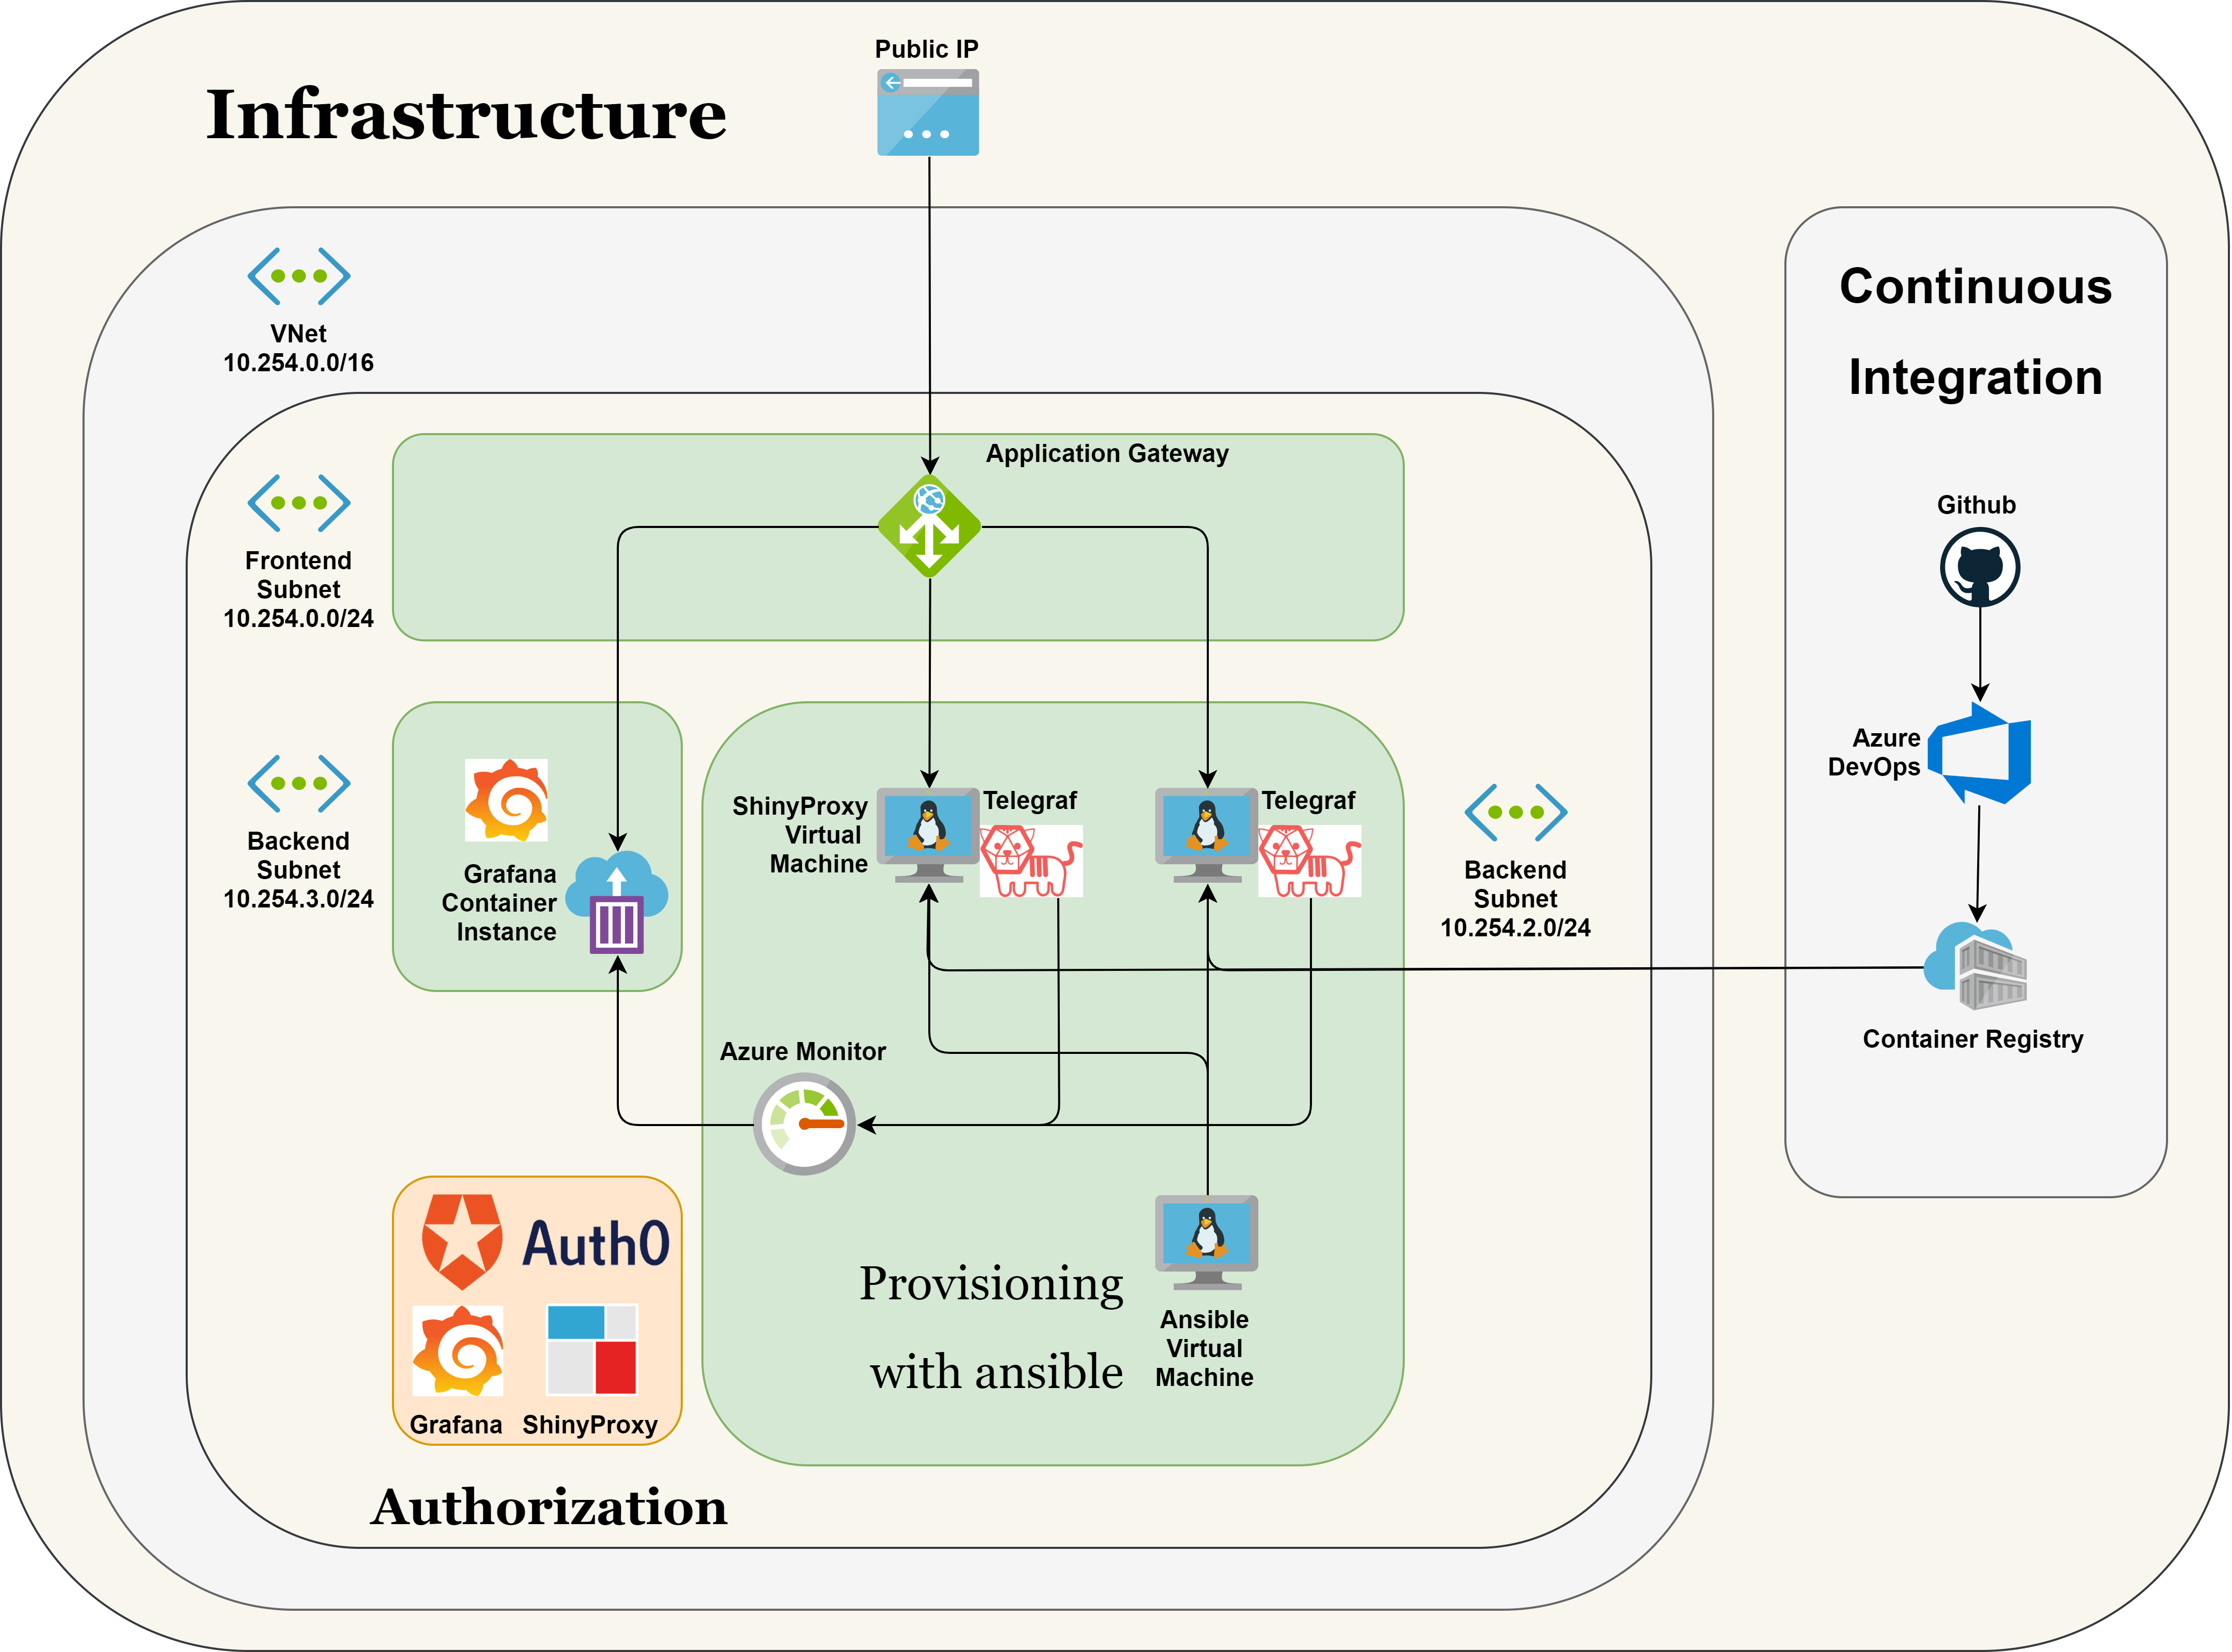 Public IP
Infrastructure
VNet
10.254.0.0/16
Continuous
Integration
Application Gateway
Frontend
Subnet
10.254.0.0/24
Github
Azure
DevOps
Backend
Subnet
10.254.3.0/24
Grafana
Container
Instance
ShinyProxy
Virtual
Machine
Telegraf
Telegraf
Backend
Subnet
10.254.2.0/24
Container Registry
Azure Monitor
Auth0
Grafana
ShinyProxy
Authorization
Provisioning
with ansible
Ansible
Virtual
Machine